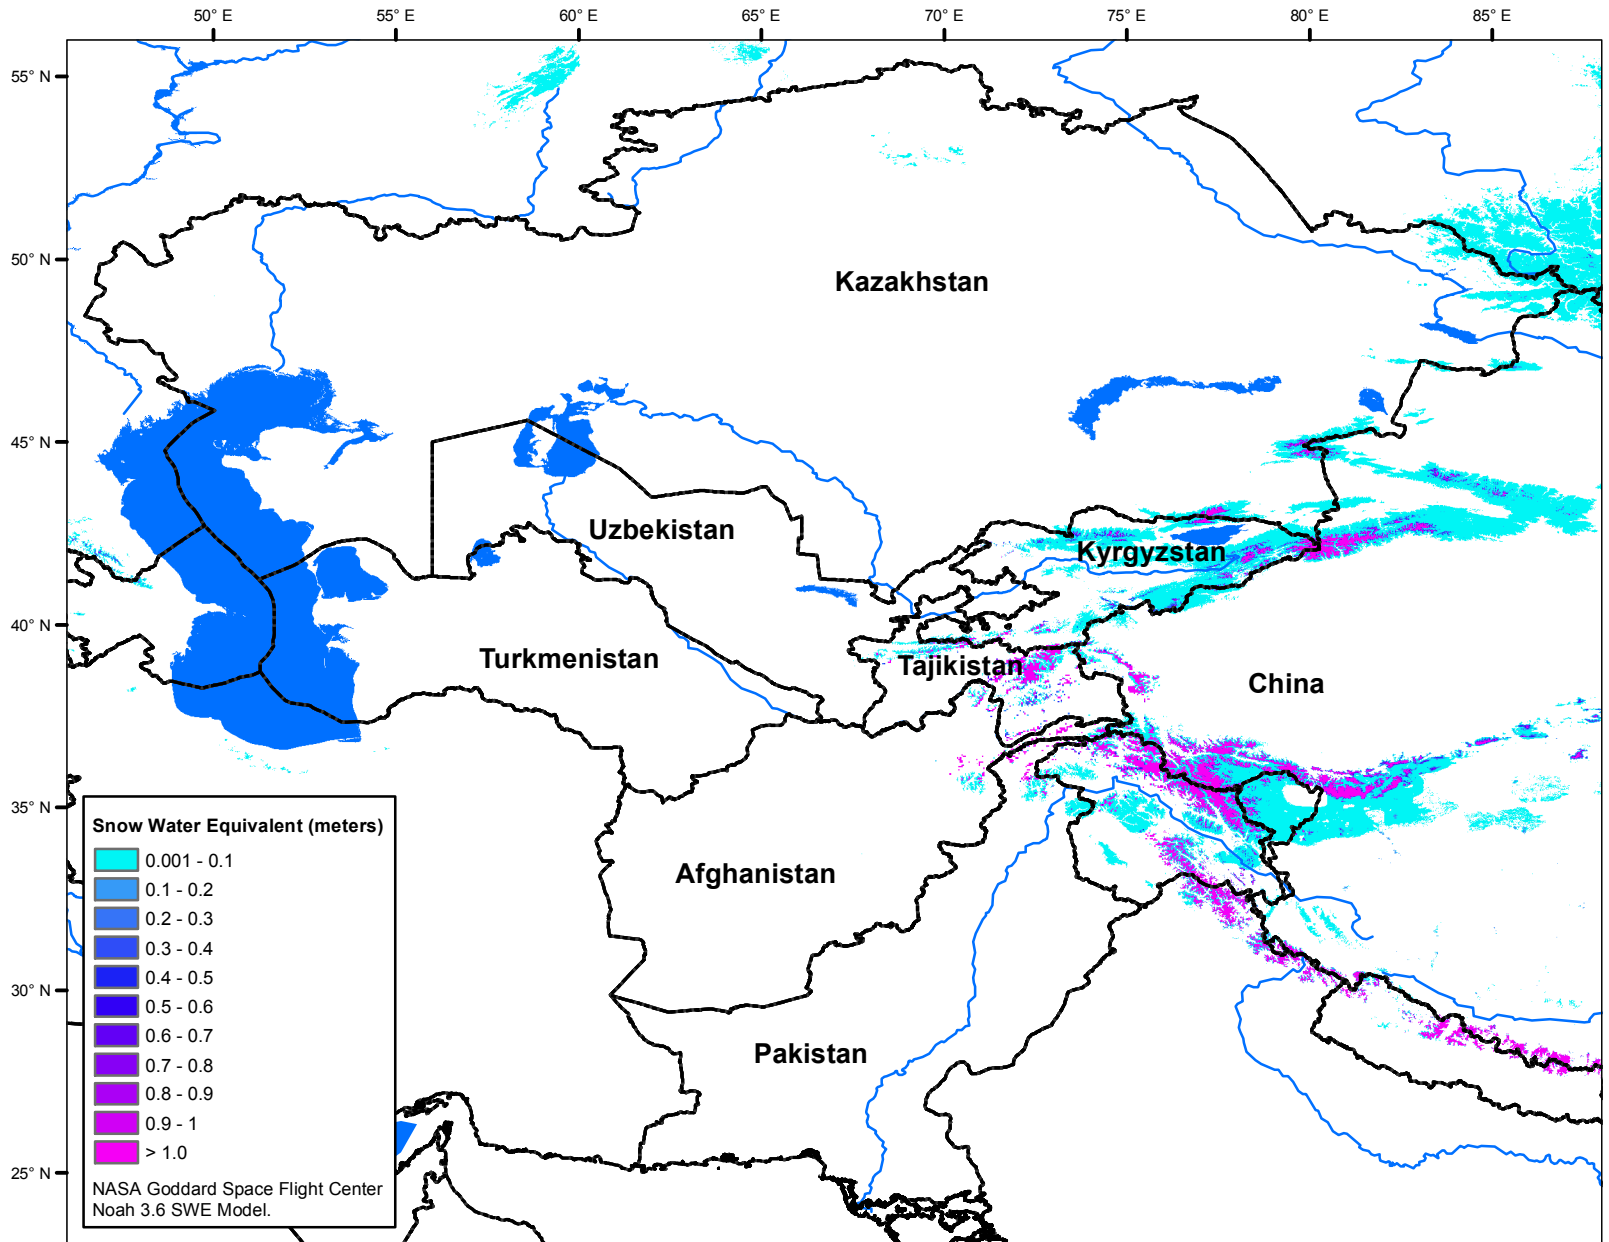 50° E
55° E
60° E
65° E
70° E
75° E
80° E
85° E
55° N
50° N
45° N
40° N
35° N
30° N
25° N
Kazakhstan
Uzbekistan
Kyrgyzstan
Turkmenistan
Tajikistan
China
Afghanistan
Pakistan
Snow Water Equivalent (meters)
0.001 - 0.1
0.1 - 0.2
0.2 - 0.3
0.3 - 0.4
0.4 - 0.5
0.5 - 0.6
0.6 - 0.7
0.7 - 0.8
0.8 - 0.9
0.9 - 1
> 1.0
NASA Goddard Space Flight Center
Noah 3.6 SWE Model.